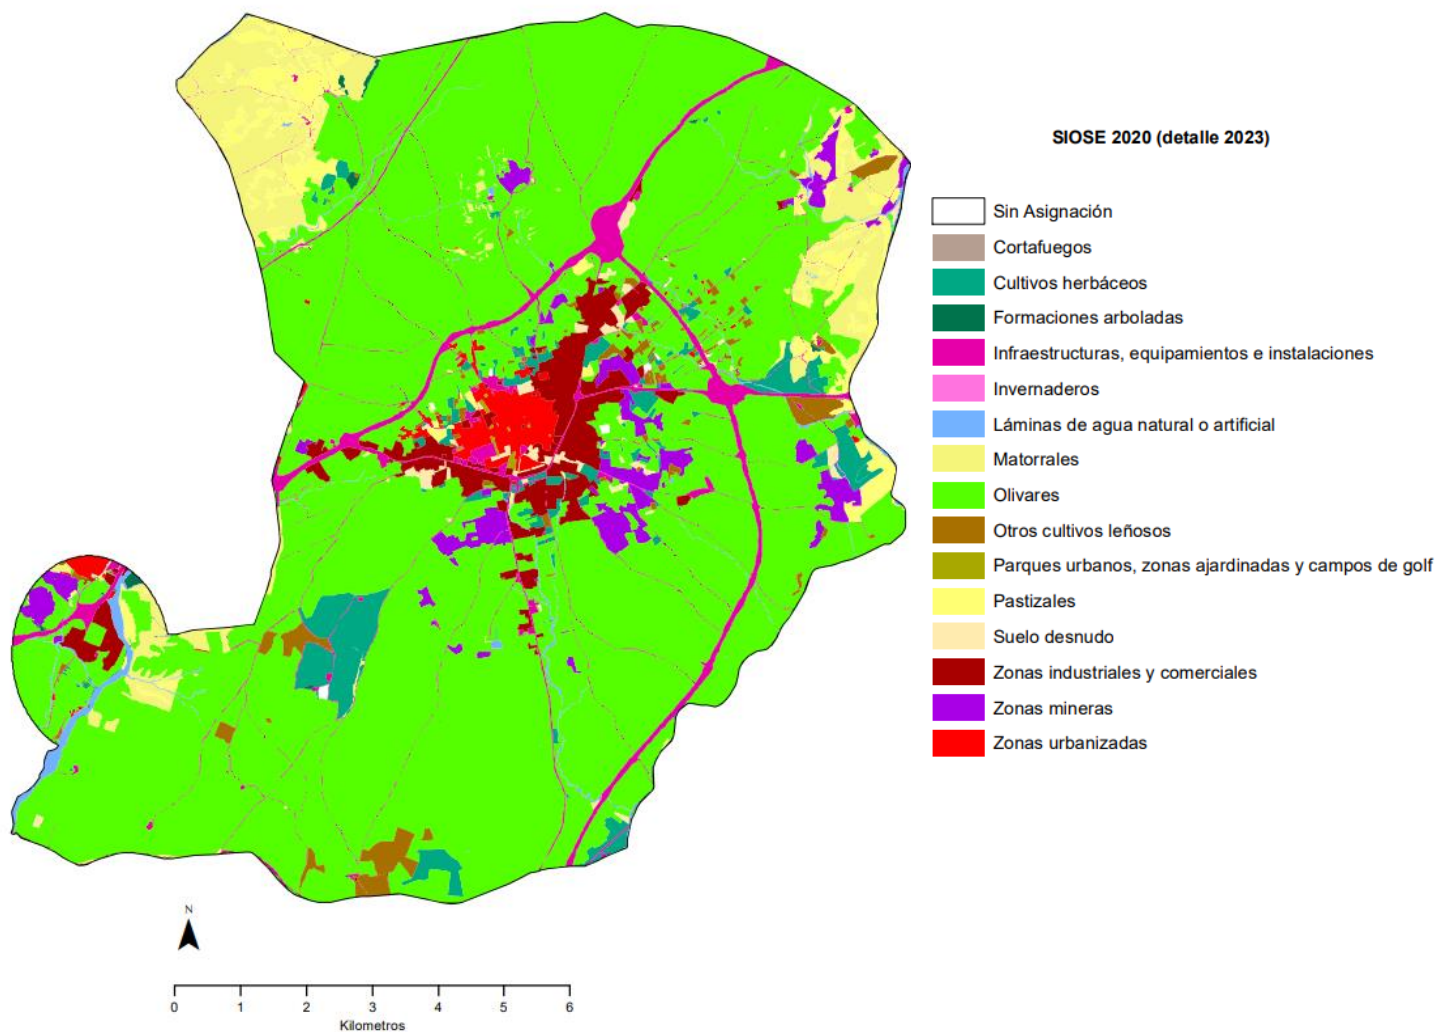 SIOSE 2020 (detalle 2023)
Sin Asignación
Cortafuegos
Cultivos herbáceos
Formaciones arboladas
Infraestructuras, equipamientos e instalaciones
Invernaderos
Láminas de agua natural o artificial
Matorrales
Olivares
Otros cultivos leñosos
Parques urbanos, zonas ajardinadas y campos de golf
Pastizales
Suelo desnudo
Zonas industriales y comerciales
Zonas mineras
Zonas urbanizadas
N
0 1 2 3 4 5 6
Kilometros